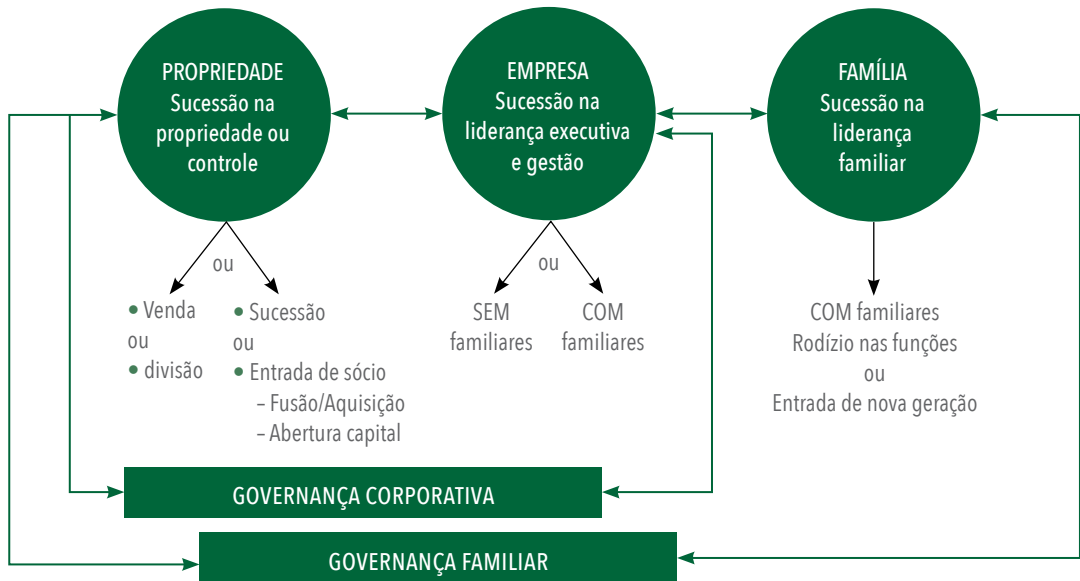 PROPRIEDADE
Sucessão na
propriedade ou
controle
EMPRESA
Sucessão na
liderança executiva
e gestão
FAMÍLIA
Sucessão na
liderança
familiar
ou
• Venda
ou
• divisão
• Sucessão
ou
• Entrada de sócio
– Fusão/Aquisição
– Abertura capital
ou
SEM
familiares
COM
familiares
COM familiares
Rodízio nas funções
ou
Entrada de nova geração
GOVERNANÇA CORPORATIVA
GOVERNANÇA FAMILIAR